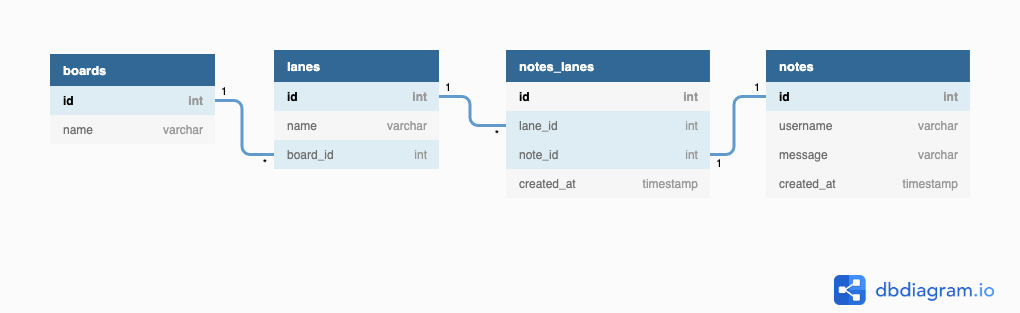 boards
id int
name varchar
1
*
lanes
id int
name varchar
board_id int
1
*
notes_lanes
id int
lane_id int
note_id int
created_at timestamp
1
1
notes
id int
username varchar
message varchar
created_at timestamp
dbdiagram.io